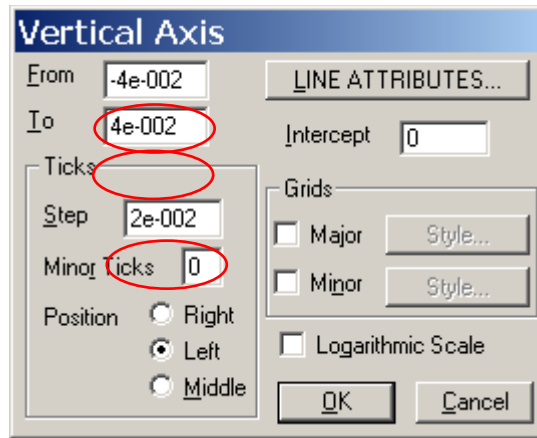 Vertical Axis
From -4e-002
To 4e-002
Ticks
Step 2e-002
Minor Ticks 0
Position Right
Left
Middle
LINE ATTRIBUTES...
Intercept 0
Grids
Major Style...
Minor Style...
Logarithmic Scale
OK Cancel